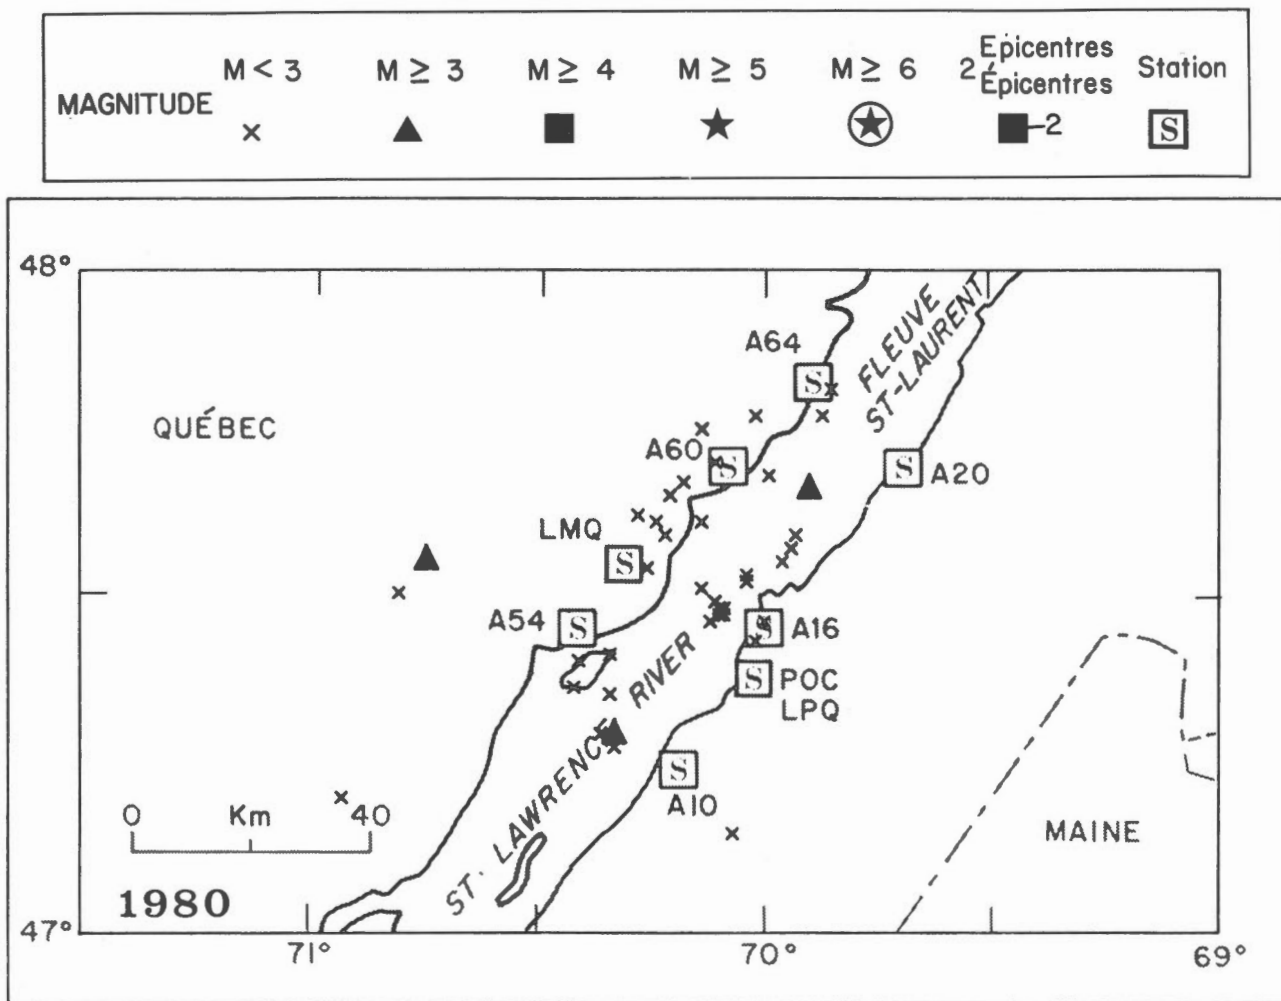 Epicentres
M < 3 M ≥ 3 M ≥ 4 M ≥ 5 M ≥ 6 2 Épicentres Station
MAGNITUDE 2 S
48°
FLEUVE
ST-LAURENT
A64
S
QUÉBEC
A60
S
S A20
LMQ
S
A54
S
S A16
S POC
LPQ
ST. LAWRENCE RIVER
S
A10
0 Km 40
MAINE
1980
47°
71° 70° 69°